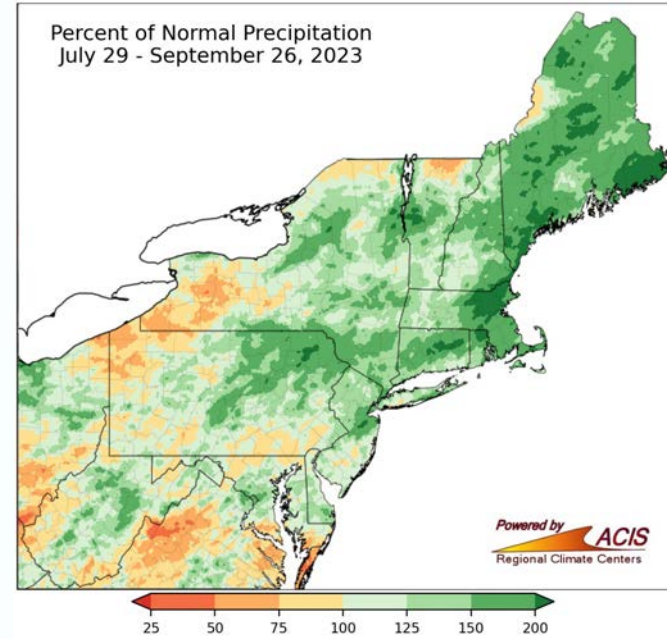 Percent of Normal Precipitation
July 29 - September 26, 2023
Powered by
ACIS
Regional Climate Centers
25 50 75 100 125 150 200